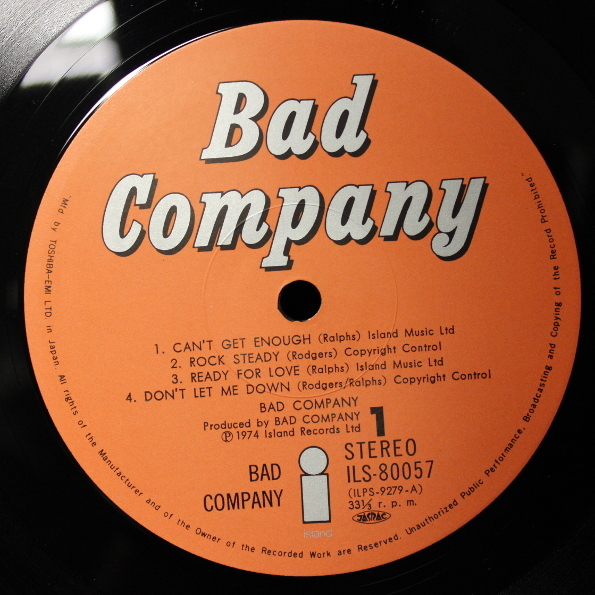 Bad
Company
1. CAN'T GET ENOUGH (Ralphs) Island Music Ltd
2. ROCK STEADY (Rodgers) Copyright Control
3. READY FOR LOVE (Ralphs) Island Music Ltd
4. DON'T LET ME DOWN (Rodgers/Ralphs) Copyright Control
BAD COMPANY
Produced by BAD COMPANY
Ⓟ1974 Island Records Ltd
1
BAD
COMPANY
island
STEREO
ILS-80057
(ILPS-9279-A)
33⅓ r. p. m.
JASRAC
"Mfd by TOSHIBA-EMI LTD. in Japan. All rights of the Manufacturer and of the Owner of the Recorded Work are Reserved. Unauthorized Public Performance, Broadcasting and Copying of the Record Prohibited."